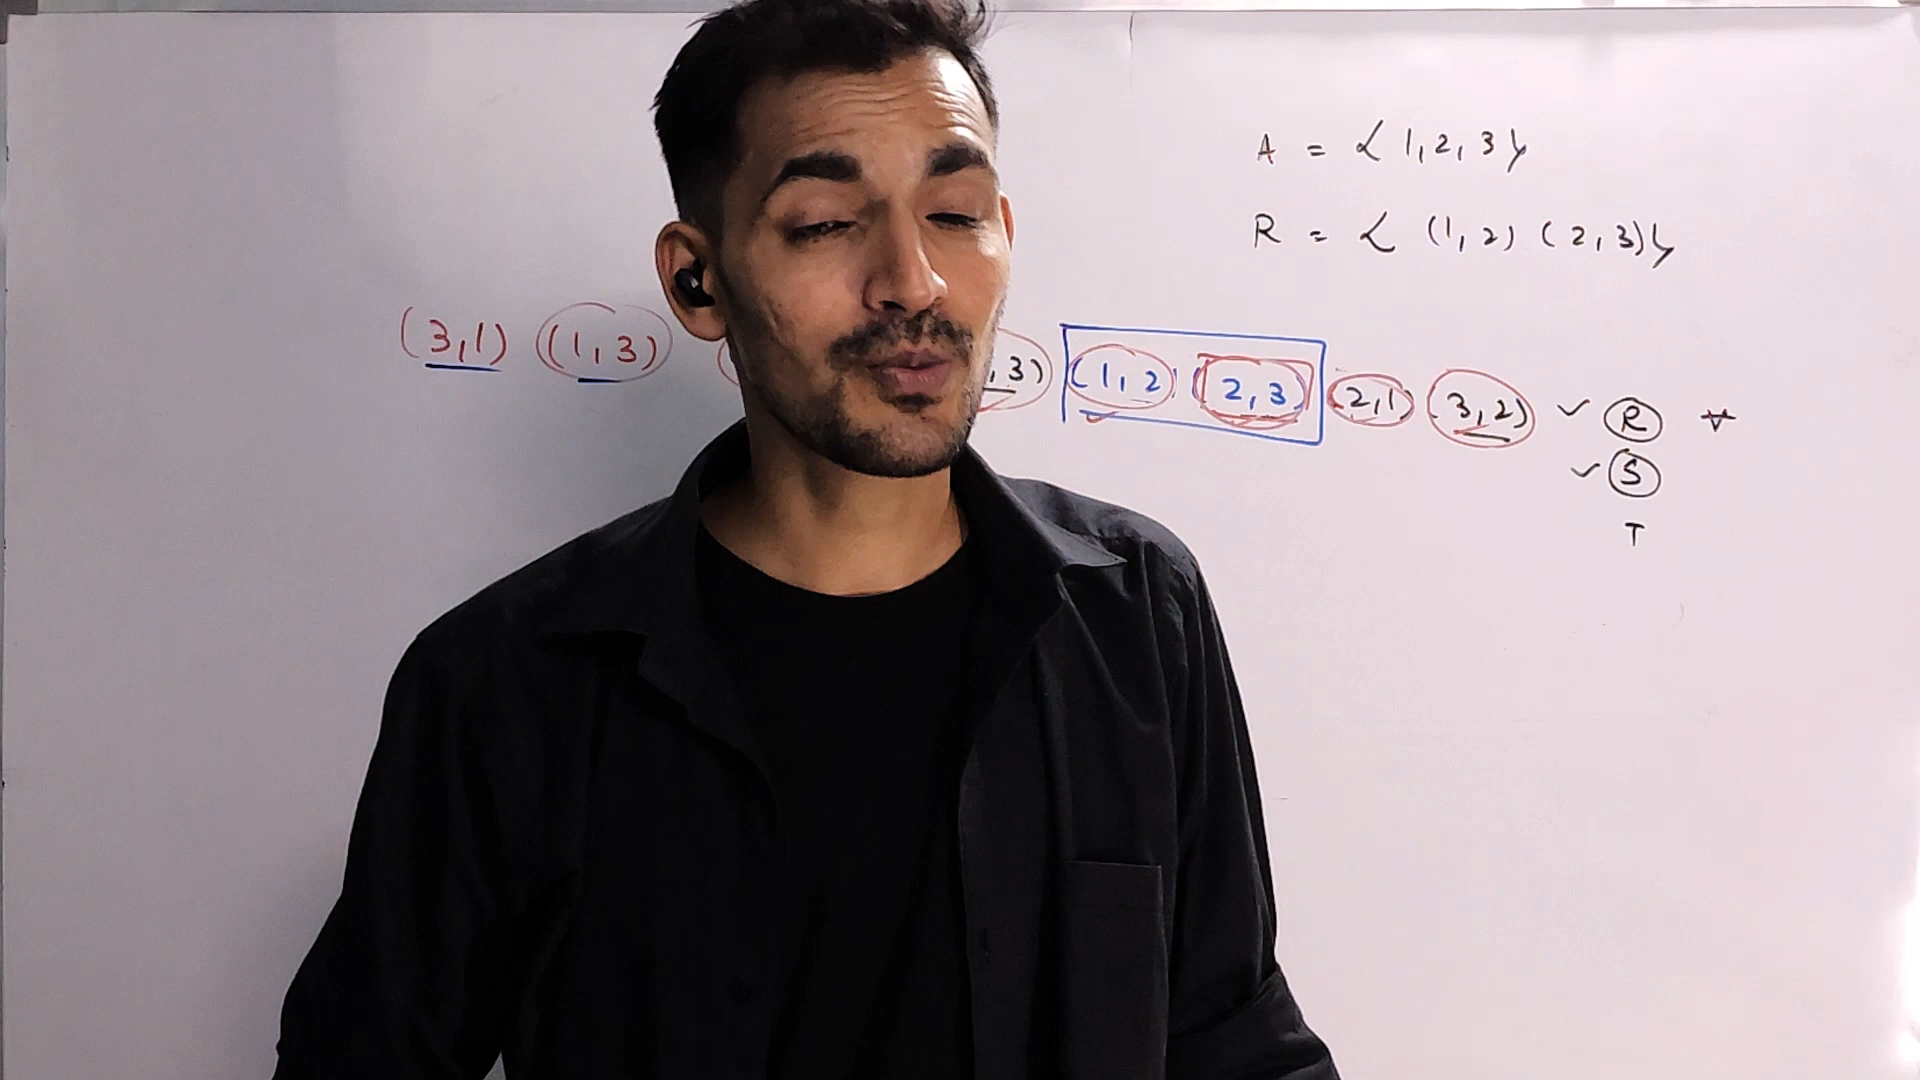 A = { 1, 2, 3 }
R = { (1, 2) ( 2, 3) }
(3,1) (1,3) , 3) (1, 2) (2, 3) (2,1) (3,2) ✓ R ∀
✓ S
T